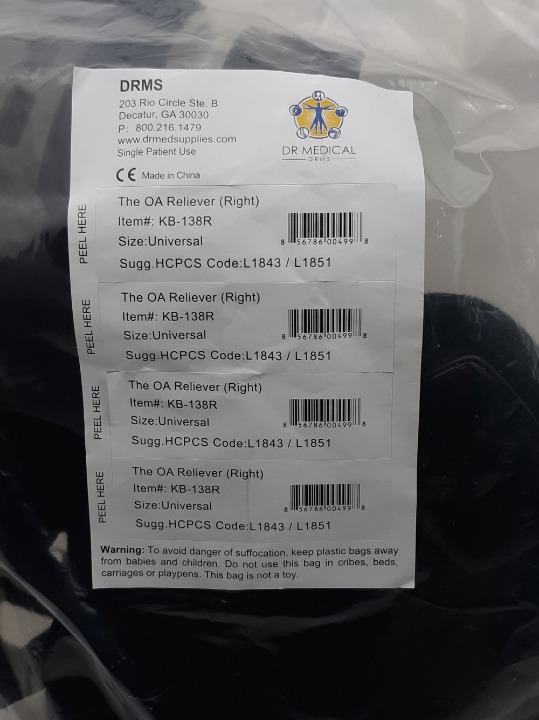 DRMS
203 Rio Circle Ste. B
Decatur, GA 30030
P: 800.216.1479
www.drmedsupplies.com
Single Patient Use
DR MEDICAL
DRMS
CE Made in China
PEEL HERE
The OA Reliever (Right)
Item#: KB-138R
Size:Universal
8 56786 00499 8
Sugg.HCPCS Code:L1843 / L1851
PEEL HERE
The OA Reliever (Right)
Item#: KB-138R
Size:Universal
8 56786 00499 8
Sugg.HCPCS Code:L1843 / L1851
PEEL HERE
The OA Reliever (Right)
Item#: KB-138R
Size:Universal
8 56786 00499 8
Sugg.HCPCS Code:L1843 / L1851
PEEL HERE
The OA Reliever (Right)
Item#: KB-138R
Size:Universal
8 56786 00499 8
Sugg.HCPCS Code:L1843 / L1851
Warning: To avoid danger of suffocation, keep plastic bags away
from babies and children. Do not use this bag in cribes, beds,
carriages or playpens. This bag is not a toy.